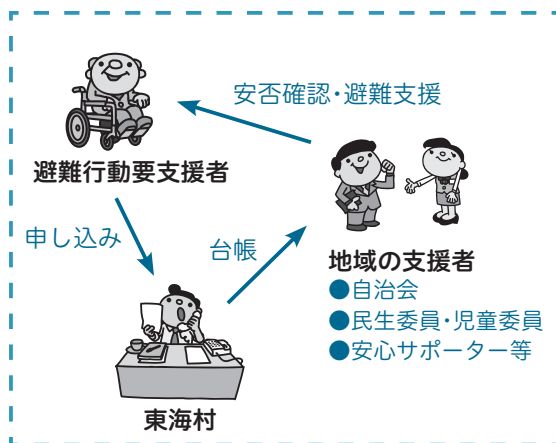 安否確認・避難支援
避難行動要支援者
申し込み
台帳
地域の支援者
●自治会
●民生委員・児童委員
●安心サポーター等
東海村